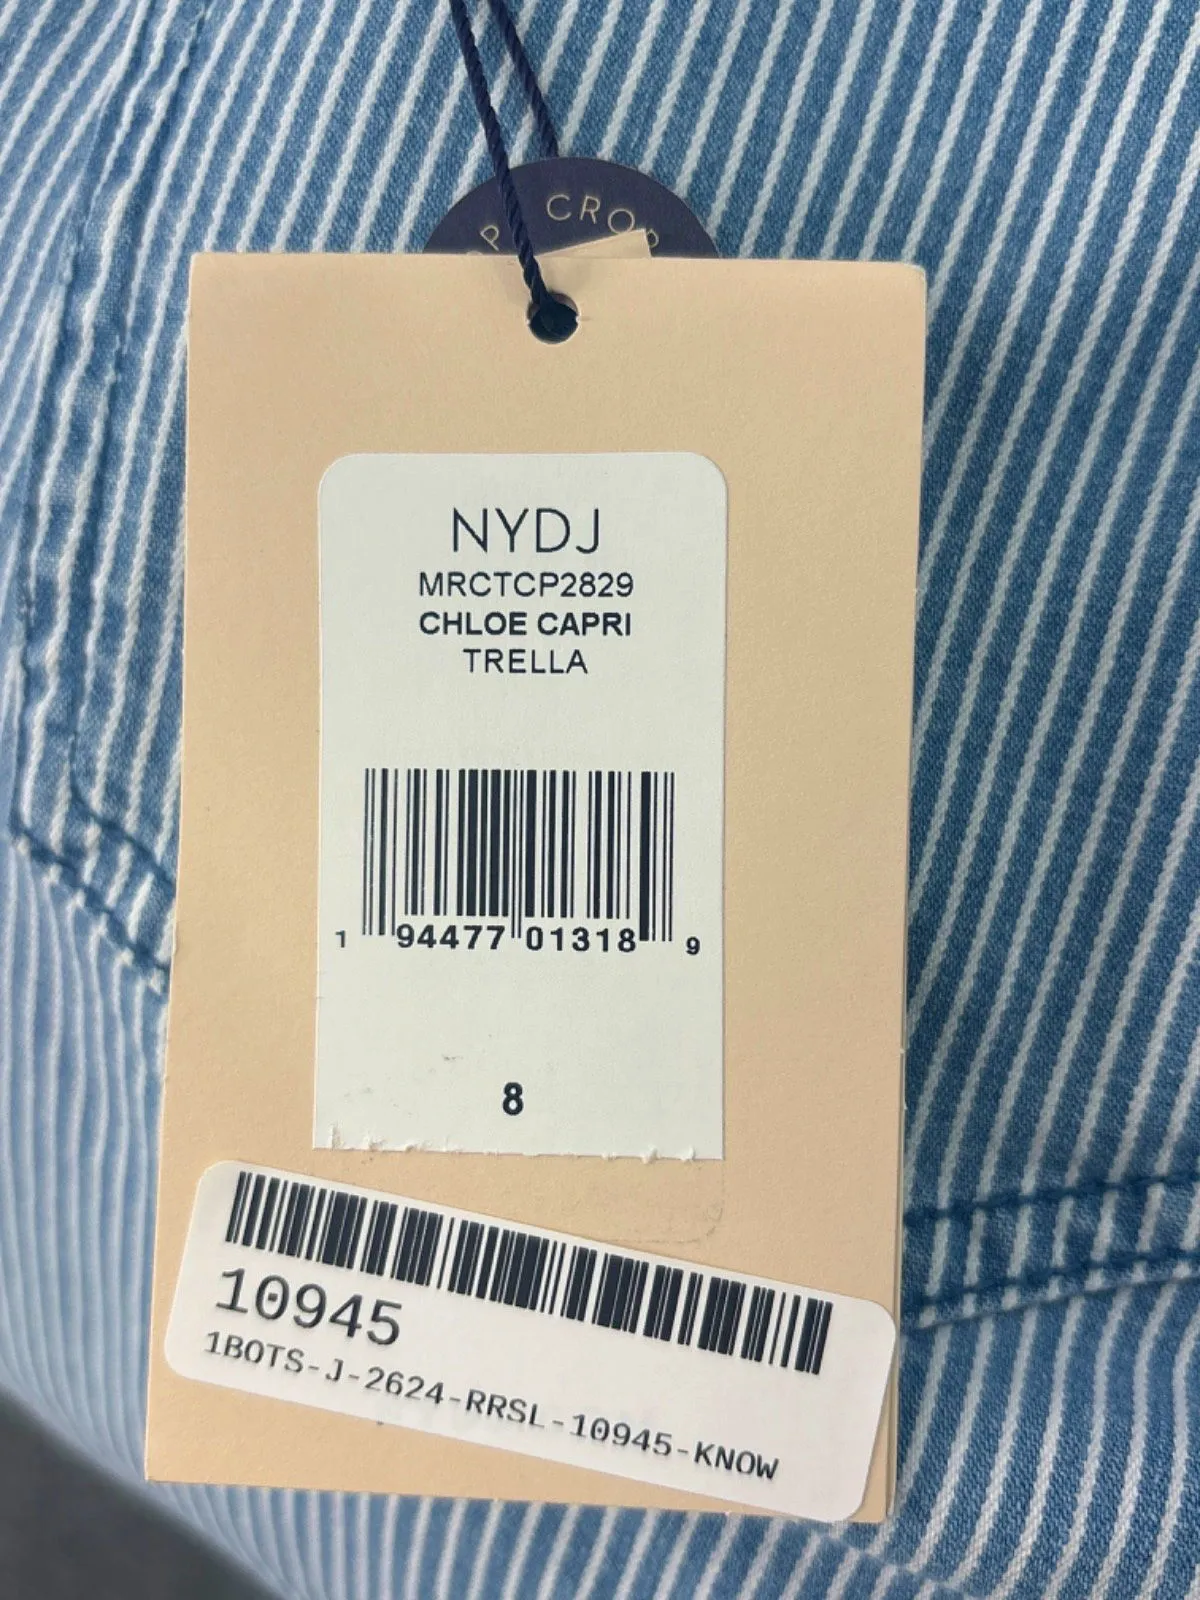 P CROP
NYDJ
MRCTCP2829
CHLOE CAPRI
TRELLA
1 94477 01318 9
8
10945
1BOTS-J-2624-RRSL-10945-KNOW